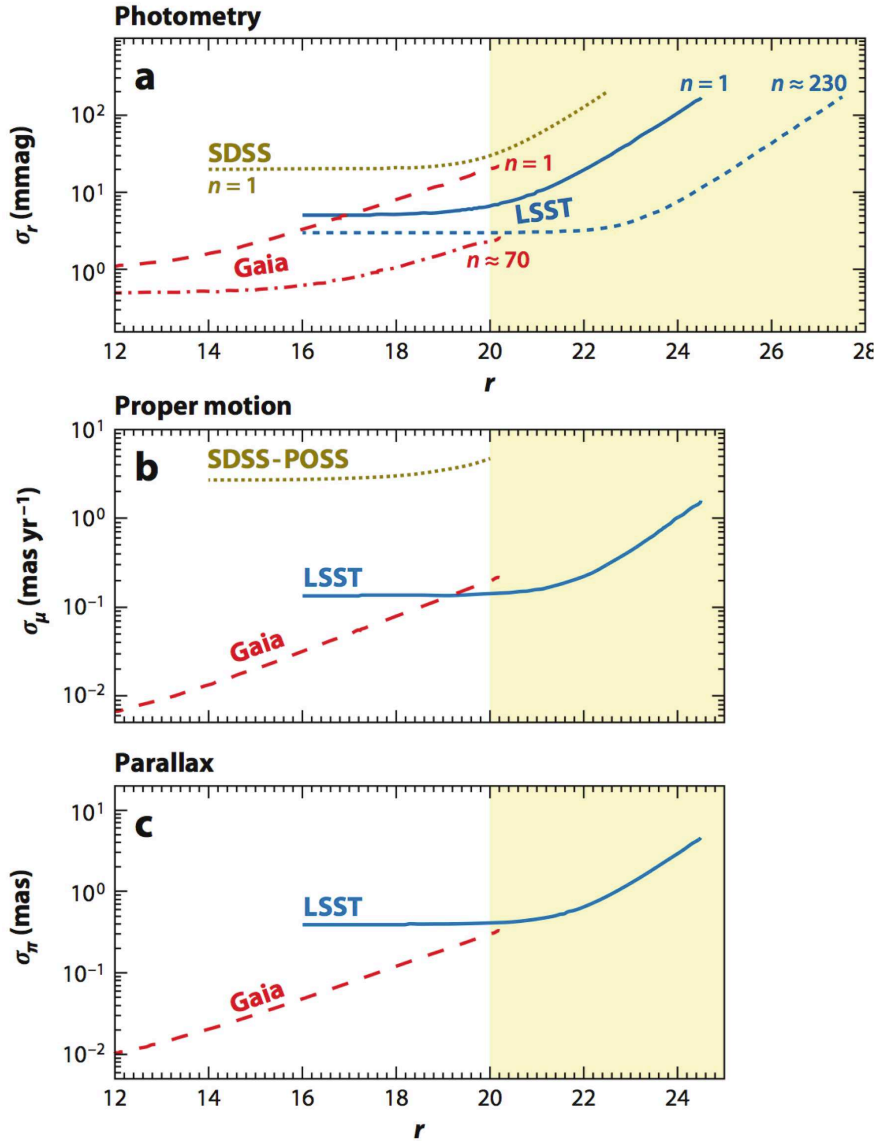 Photometry
a
10²
10¹
10⁰
σr (mmag)
SDSS
n = 1
n = 1
n = 1
n ≈ 230
LSST
Gaia
n ≈ 70
12 14 16 18 20 22 24 26 28
r
Proper motion
b
10¹
10⁰
10⁻¹
10⁻²
σμ (mas yr⁻¹)
SDSS-POSS
LSST
Gaia
Parallax
c
10¹
10⁰
10⁻¹
10⁻²
σπ (mas)
LSST
Gaia
12 14 16 18 20 22 24
r